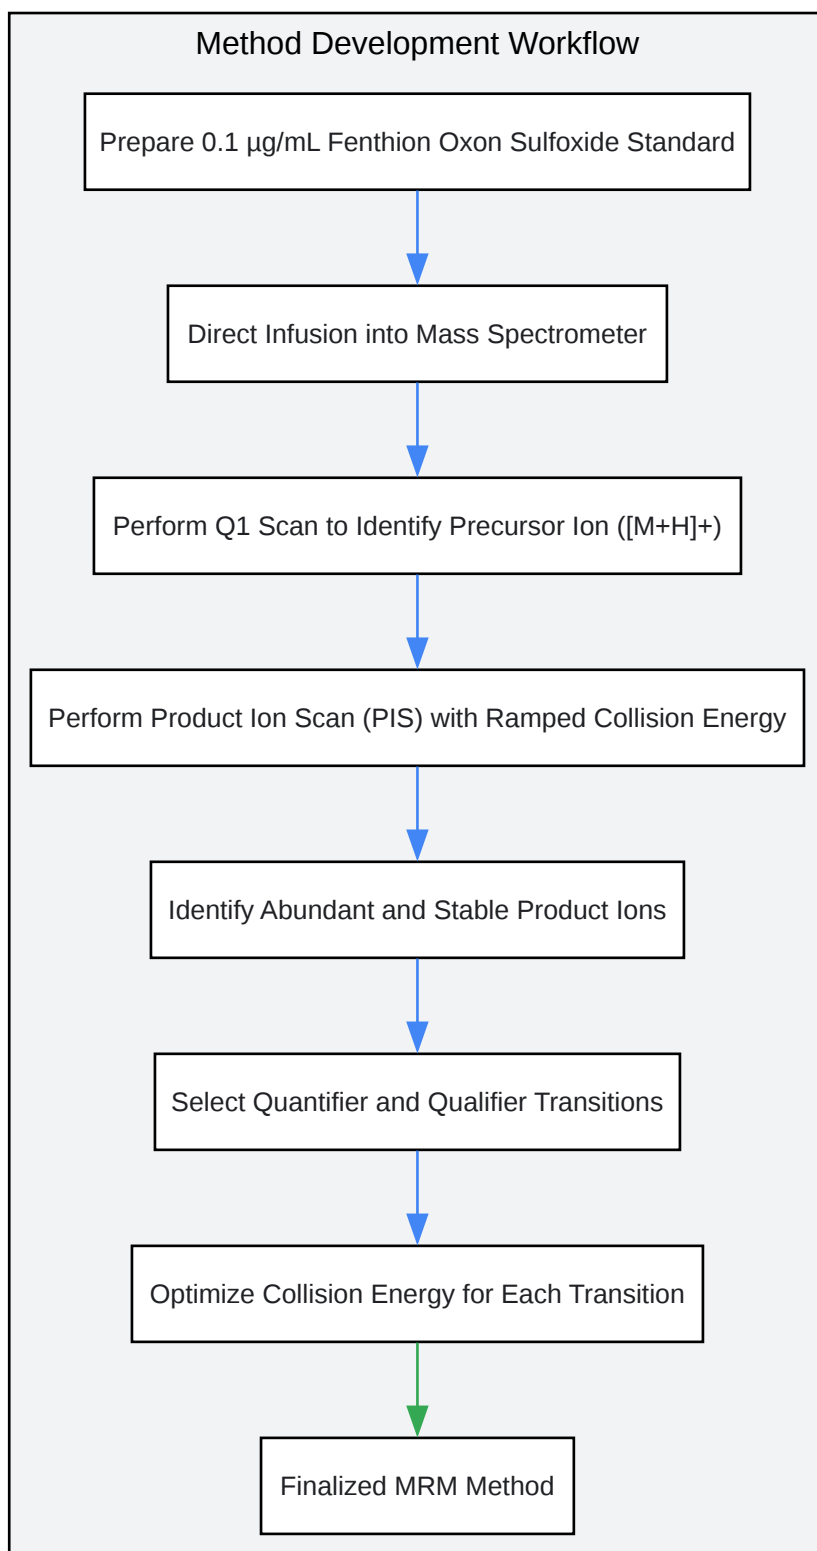 Method Development Workflow
Prepare 0.1 µg/mL Fenthion Oxon Sulfoxide Standard
Direct Infusion into Mass Spectrometer
Perform Q1 Scan to Identify Precursor Ion ([M+H]+)
Perform Product Ion Scan (PIS) with Ramped Collision Energy
Identify Abundant and Stable Product Ions
Select Quantifier and Qualifier Transitions
Optimize Collision Energy for Each Transition
Finalized MRM Method